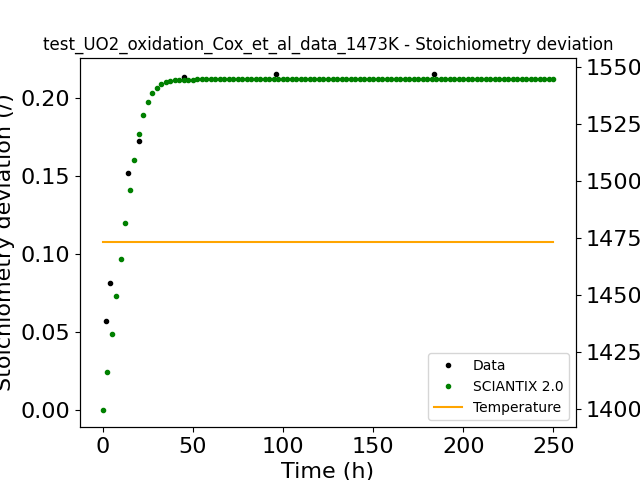 test_UO2_oxidation_Cox_et_al_data_1473K - Stoichiometry deviation
Stoichiometry deviation (/)
0.20
0.15
0.10
0.05
0.00
1550
1525
1500
1475
1450
1425
1400
Data
SCIANTIX 2.0
Temperature
0 50 100 150 200 250
Time (h)